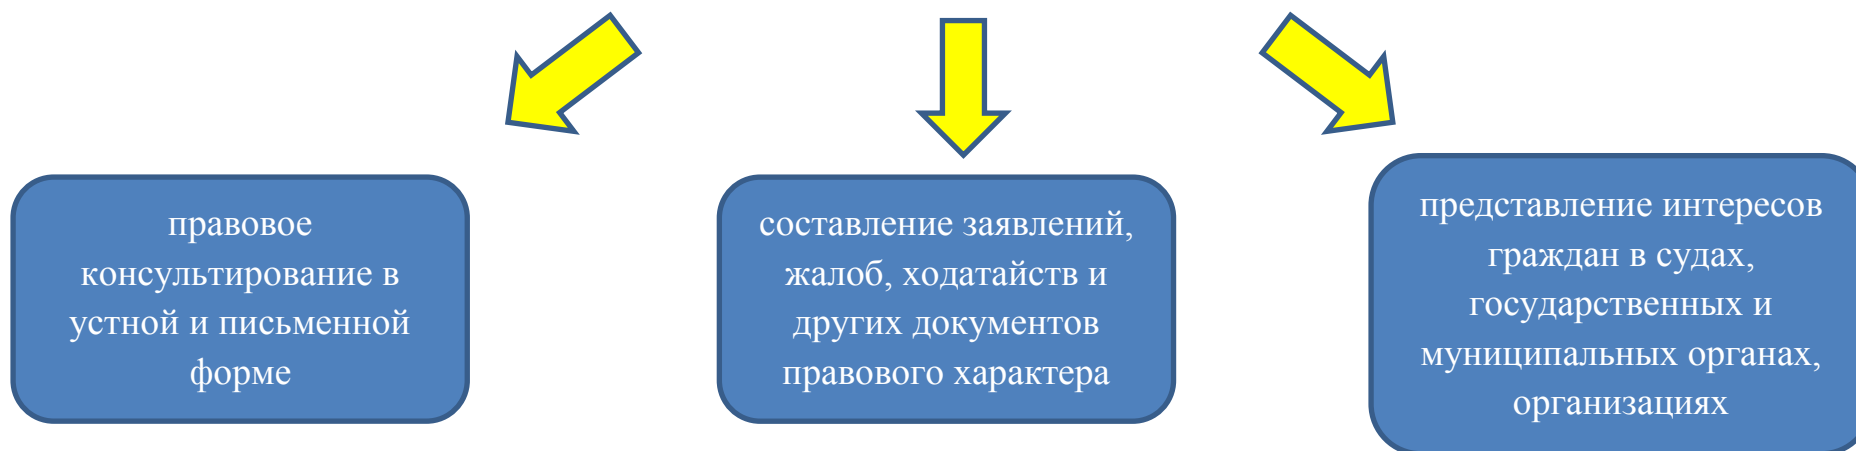 правовое
консультирование в
устной и письменной
форме
составление заявлений,
жалоб, ходатайств и
других документов
правового характера
представление интересов
граждан в судах,
государственных и
муниципальных органах,
организациях